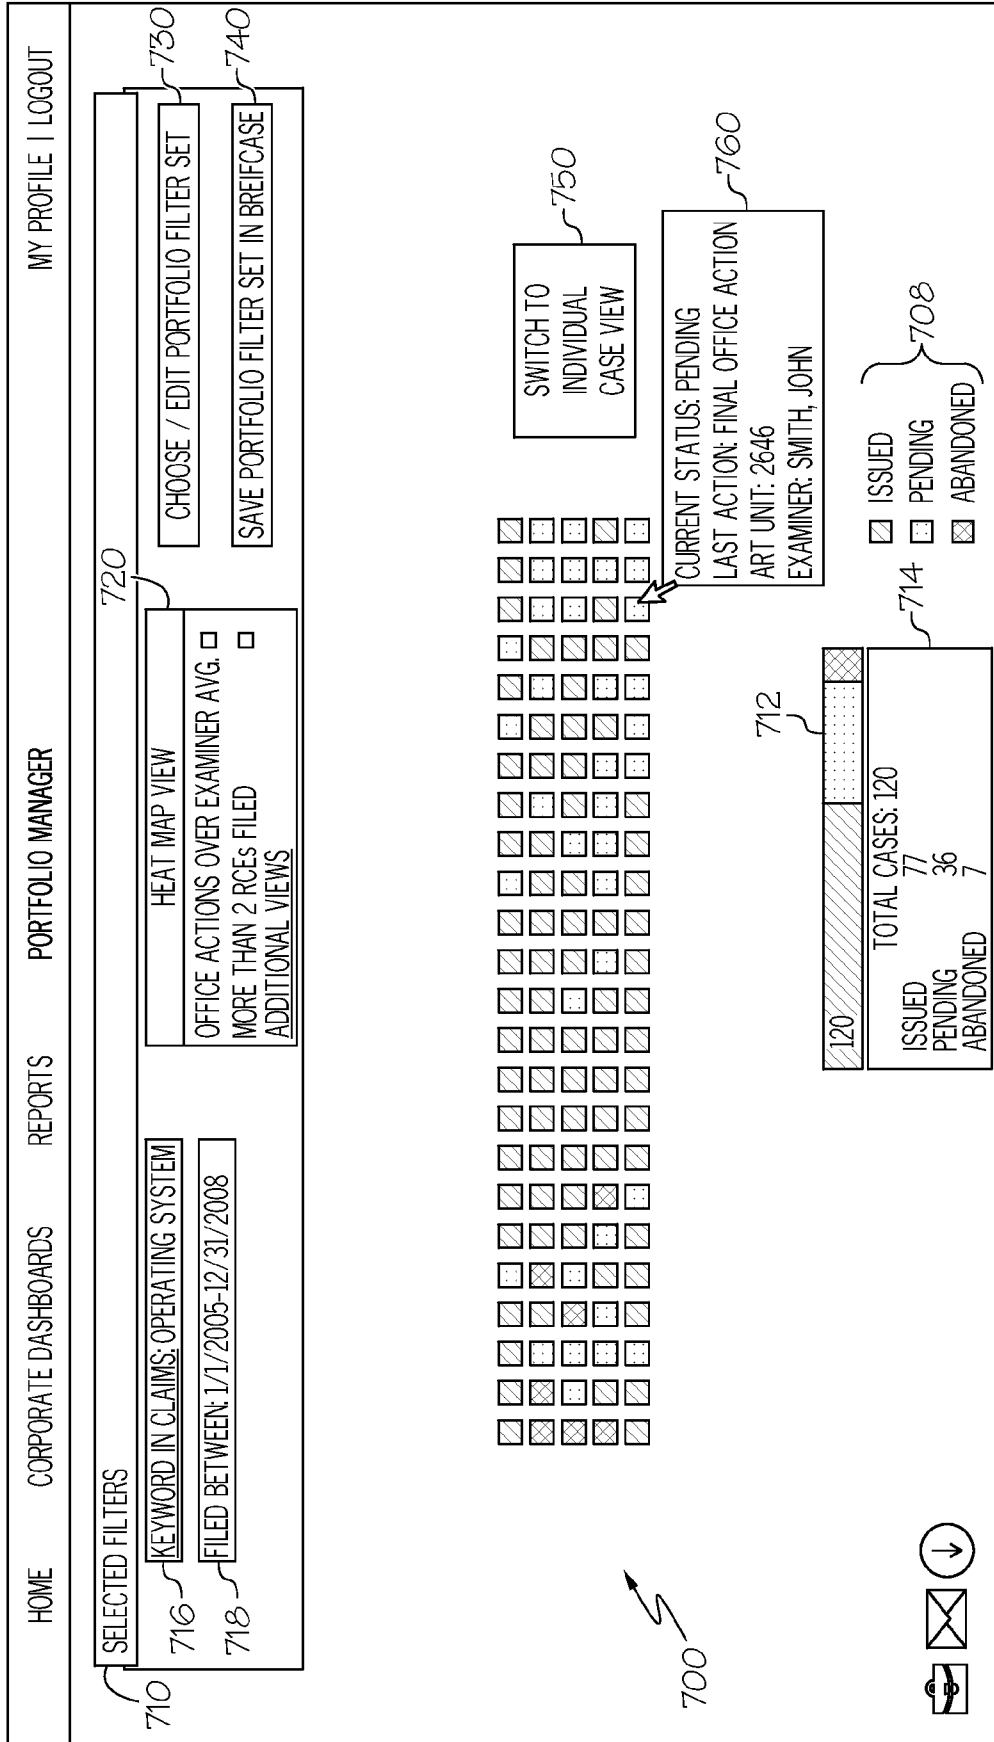 HOME CORPORATE DASHBOARDS REPORTS PORTFOLIO MANAGER MY PROFILE | LOGOUT
710
SELECTED FILTERS
716
KEYWORD IN CLAIMS: OPERATING SYSTEM
718
FILED BETWEEN: 1/1/2005-12/31/2008
720
HEAT MAP VIEW
OFFICE ACTIONS OVER EXAMINER AVG.
MORE THAN 2 RCEs FILED
ADDITIONAL VIEWS
730
CHOOSE / EDIT PORTFOLIO FILTER SET
740
SAVE PORTFOLIO FILTER SET IN BREIFCASE
750
SWITCH TO
INDIVIDUAL
CASE VIEW
760
CURRENT STATUS: PENDING
LAST ACTION: FINAL OFFICE ACTION
ART UNIT: 2646
EXAMINER: SMITH, JOHN
700
712
120
714
TOTAL CASES: 120
ISSUED 77
PENDING 36
ABANDONED 7
ISSUED
PENDING
ABANDONED
708